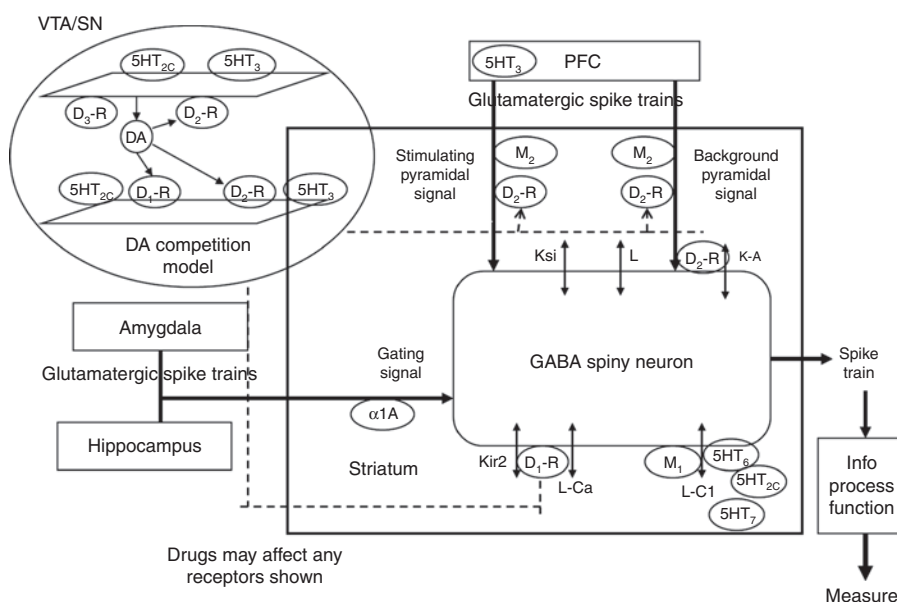 VTA/SN
5HT2C
5HT3
D3-R
D2-R
DA
5HT2C
D1-R
D2-R
5HT3
DA competition
model
5HT3
PFC
Glutamatergic spike trains
Stimulating
pyramidal
signal
M2
D2-R
M2
D2-R
Background
pyramidal
signal
Ksi
L
D2-R
K-A
Amygdala
Glutamatergic spike trains
Hippocampus
Gating
signal
α1A
GABA spiny neuron
Spike
train
Striatum
Kir2
D1-R
L-Ca
M1
L-C1
5HT6
5HT2C
5HT7
Info
process
function
Measure
Drugs may affect any
receptors shown